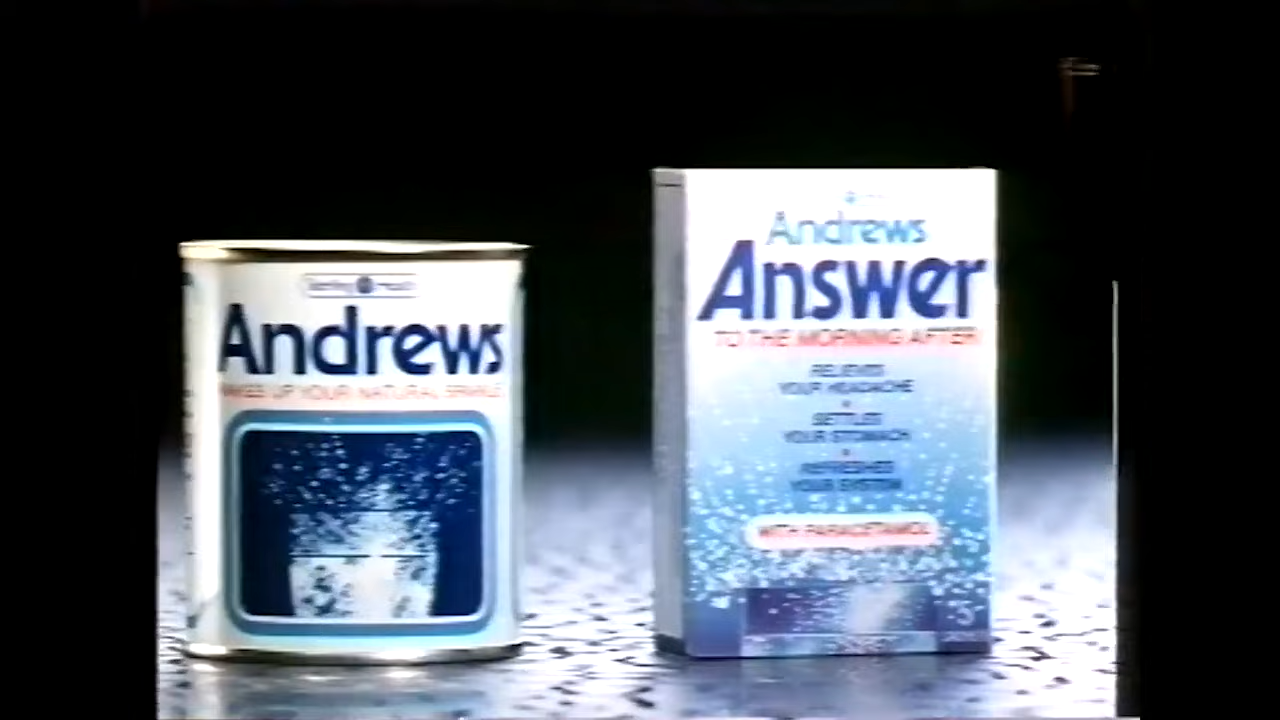 Andrews
WAKES UP YOUR NATURAL SPARKLE
Andrews
Answer
TO THE MORNING AFTER
RELIEVES
YOUR HEADACHE
SETTLES
YOUR STOMACH
REFRESHES
YOUR SYSTEM
WITH PARACETAMOL